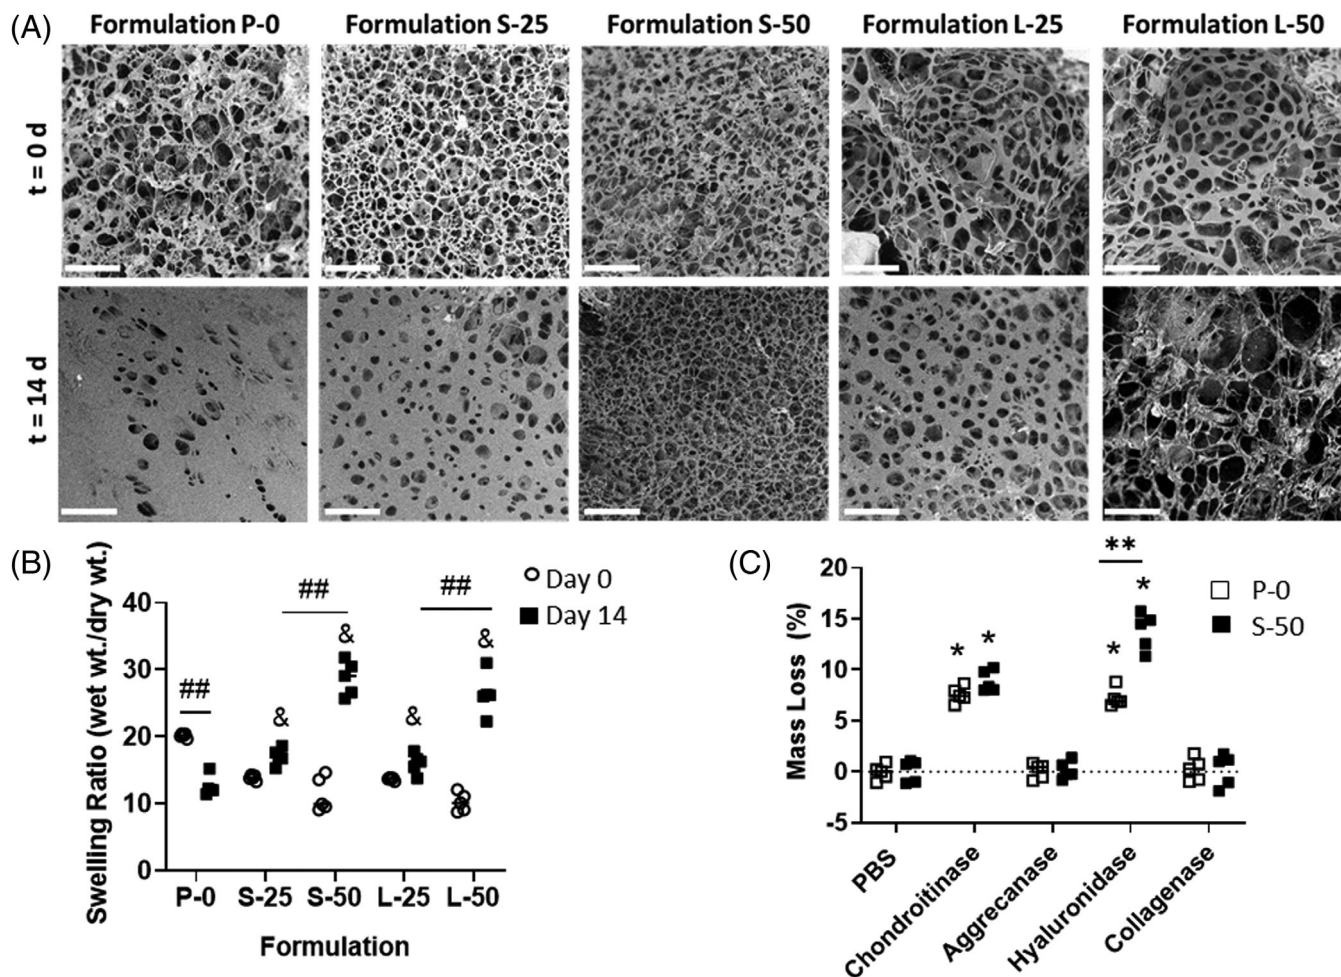 (A)
Formulation P-0 Formulation S-25 Formulation S-50 Formulation L-25 Formulation L-50
t = 0 d
t = 14 d
(B)
Swelling Ratio (wet wt./dry wt.)
40
30
20
10
0
##
##
##
&
&
&
&
Day 0
Day 14
P-0 S-25 S-50 L-25 L-50
Formulation
(C)
Mass Loss (%)
20
15
10
5
0
-5
* * * ** *
P-0
S-50
PBS
Chondroitinase
Aggrecanase
Hyaluronidase
Collagenase